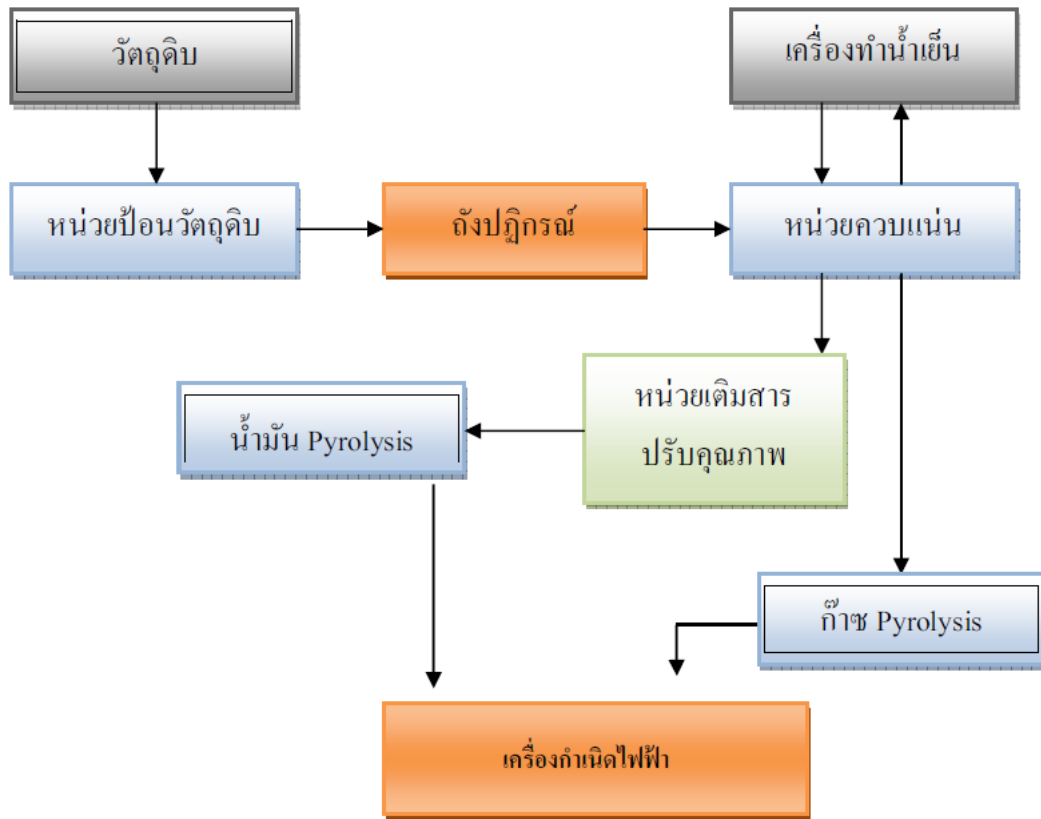 วัตถุดิบ
เครื่องทำน้ำเย็น
หน่วยป้อนวัตถุดิบ
ถังปฏิกรณ์
หน่วยควบแน่น
หน่วยเติมสาร
ปรับคุณภาพ
น้ำมัน Pyrolysis
ก๊าซ Pyrolysis
เครื่องกำเนิดไฟฟ้า